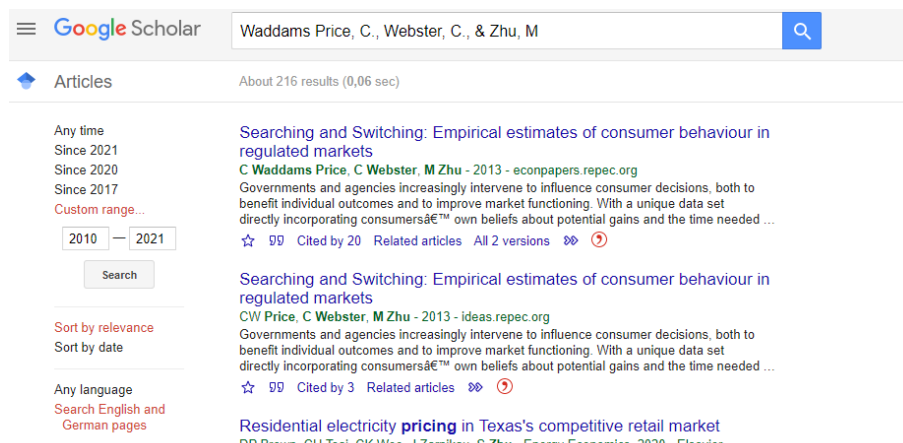 Google Scholar
Waddams Price, C., Webster, C., & Zhu, M
Articles
About 216 results (0,06 sec)
Any time
Since 2021
Since 2020
Since 2017
Custom range...
2010 — 2021
Search
Sort by relevance
Sort by date
Any language
Search English and
German pages
Searching and Switching: Empirical estimates of consumer behaviour in
regulated markets
C Waddams Price, C Webster, M Zhu - 2013 - econpapers.repec.org
Governments and agencies increasingly intervene to influence consumer decisions, both to
benefit individual outcomes and to improve market functioning. With a unique data set
directly incorporating consumersâ€™ own beliefs about potential gains and the time needed ...
Cited by 20 Related articles All 2 versions
Searching and Switching: Empirical estimates of consumer behaviour in
regulated markets
CW Price, C Webster, M Zhu - 2013 - ideas.repec.org
Governments and agencies increasingly intervene to influence consumer decisions, both to
benefit individual outcomes and to improve market functioning. With a unique data set
directly incorporating consumersâ€™ own beliefs about potential gains and the time needed ...
Cited by 3 Related articles
Residential electricity pricing in Texas's competitive retail market